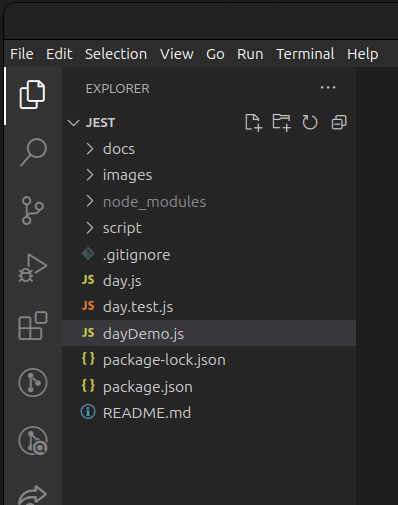 File Edit Selection View Go Run Terminal Help
EXPLORER
JEST
docs
images
node_modules
script
.gitignore
JS day.js
JS day.test.js
JS dayDemo.js
{ } package-lock.json
{ } package.json
README.md